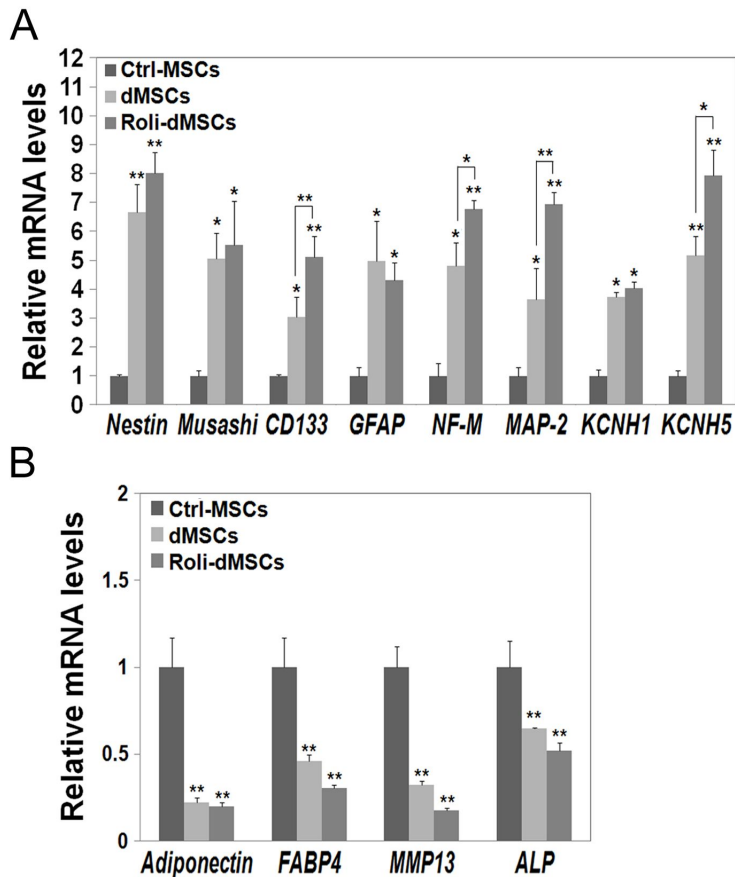 A
Relative mRNA levels
12
11
10
9
8
7
6
5
4
3
2
1
0
Ctrl-MSCs
dMSCs
Roli-dMSCs
** ** * * * ** ** * * * * ** * ** ** * * ** * **
Nestin Musashi CD133 GFAP NF-M MAP-2 KCNH1 KCNH5
B
Relative mRNA levels
2
1.5
1
0.5
0
Ctrl-MSCs
dMSCs
Roli-dMSCs
** ** ** ** ** ** ** **
Adiponectin FABP4 MMP13 ALP